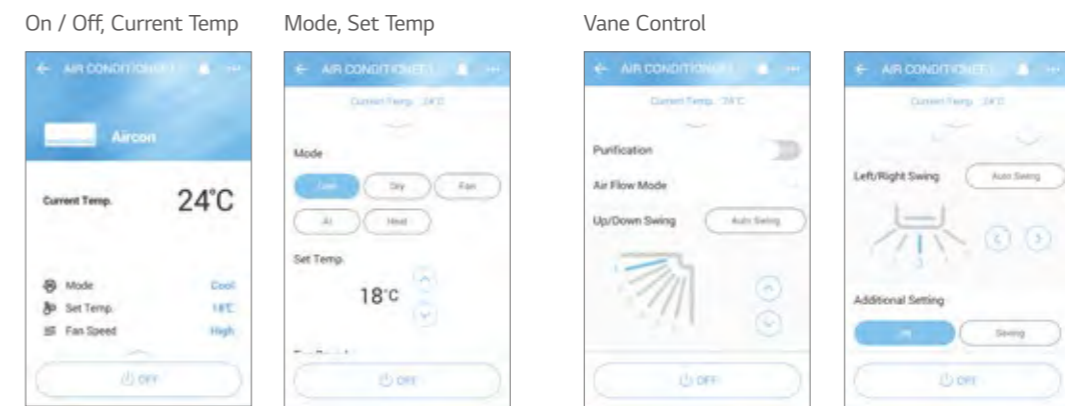 On / Off, Current Temp
AIR CONDITIONER
Aircon
Current Temp.
24°C
Mode Cool
Set Temp. 18°C
Fan Speed High
OFF
Mode, Set Temp
AIR CONDITIONER
Current Temp. 24°C
Mode
Cool Dry Fan
AI Heat
Set Temp.
18°C
OFF
Vane Control
AIR CONDITIONER
Current Temp. 24°C
Purification
Air Flow Mode
Up/Down Swing Auto Swing
OFF
AIR CONDITIONER
Current Temp. 24°C
Left/Right Swing Auto Swing
3
Additional Setting
Saving
OFF